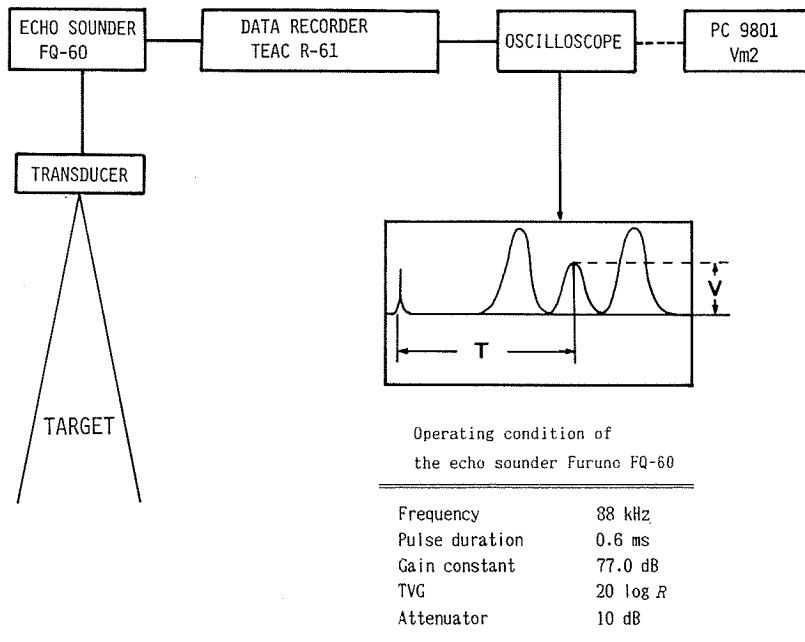 ECHO SOUNDER
FQ-60
DATA RECORDER
TEAC R-61
OSCILLOSCOPE
PC 9801
Vm2
TRANSDUCER
TARGET
T
V
Operating condition of
the echo sounder Furuno FQ-60
Frequency 88 kHz
Pulse duration 0.6 ms
Gain constant 77.0 dB
TVG 20 log R
Attenuator 10 dB